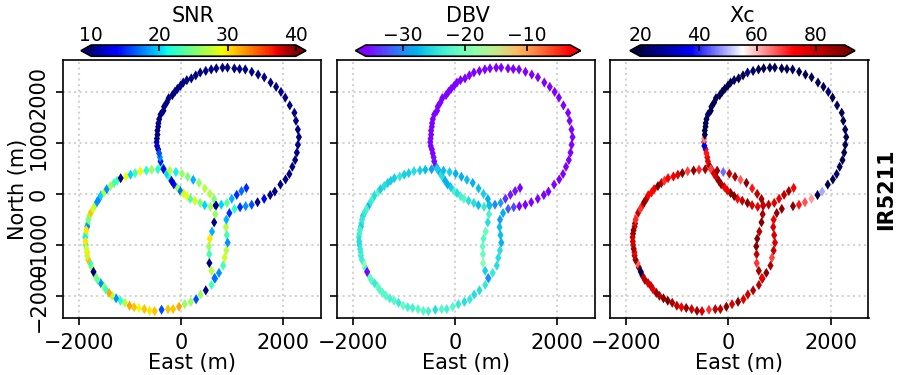 SNR
DBV
Xc
10 20 30 40
−30 −20 −10
20 40 60 80
North (m)
2000
1000
0
−1000
−2000
IR5211
−2000 0 2000
−2000 0 2000
−2000 0 2000
East (m)
East (m)
East (m)